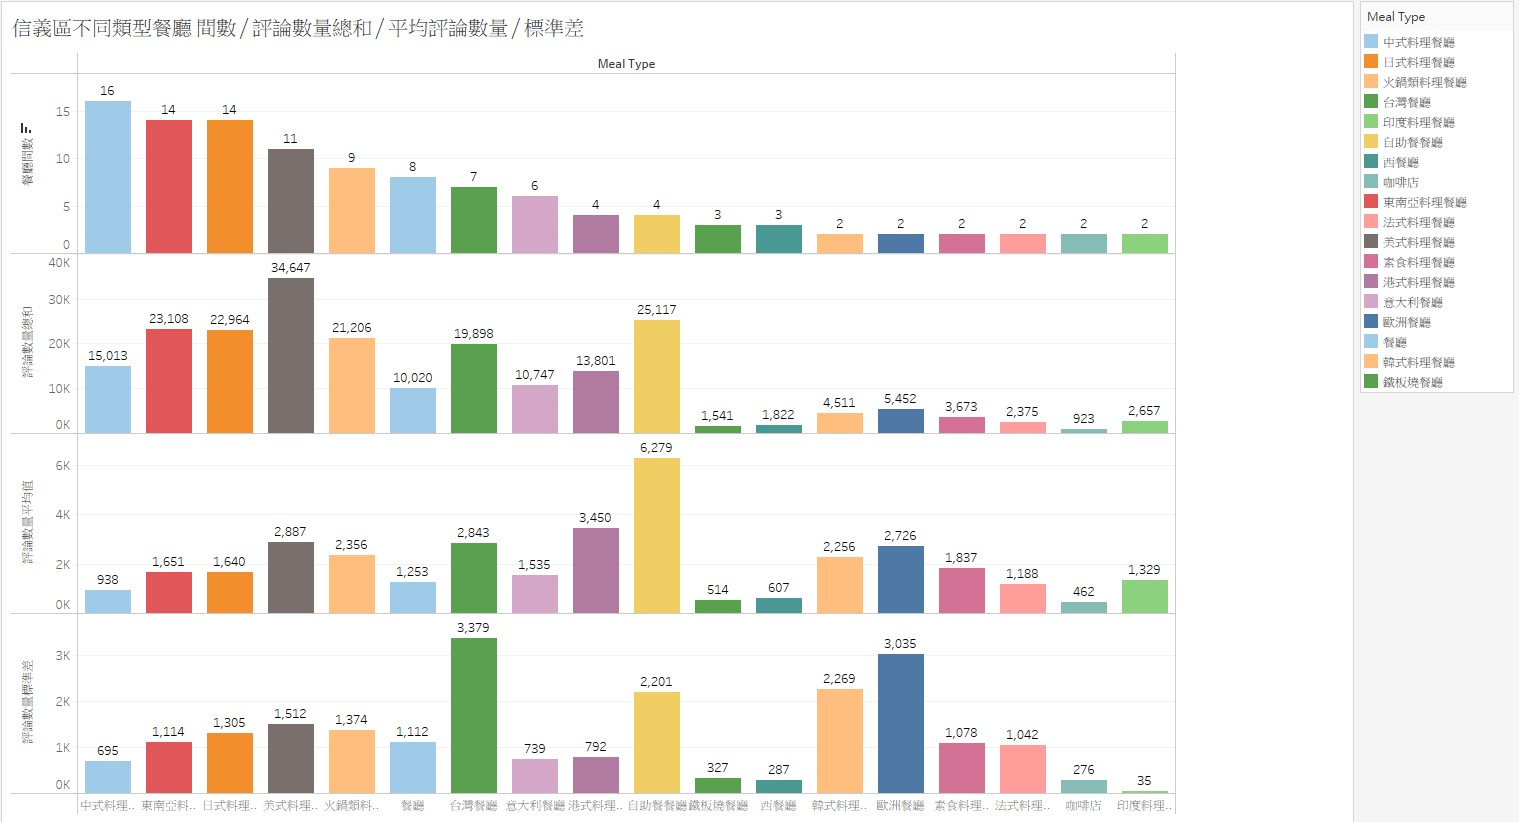 信義區不同類型餐廳 間數 / 評論數量總和 / 平均評論數量 / 標準差
Meal Type
餐廳間數
15
10
5
0
16
14
14
11
9
8
7
6
4
4
3
3
2
2
2
2
2
2
評論數量總和
40K
30K
20K
10K
0K
15,013
23,108
22,964
34,647
21,206
10,020
19,898
10,747
13,801
25,117
1,541
1,822
4,511
5,452
3,673
2,375
923
2,657
評論數量平均值
6K
4K
2K
0K
938
1,651
1,640
2,887
2,356
1,253
2,843
1,535
3,450
6,279
514
607
2,256
2,726
1,837
1,188
462
1,329
評論數量標準差
3K
2K
1K
0K
695
1,114
1,305
1,512
1,374
1,112
3,379
739
792
2,201
327
287
2,269
3,035
1,078
1,042
276
35
中式料理..
東南亞料..
日式料理..
美式料理..
火鍋類料..
餐廳
台灣餐廳
意大利餐廳
港式料理..
自助餐餐廳
鐵板燒餐廳
西餐廳
韓式料理..
歐洲餐廳
素食料理..
法式料理..
咖啡店
印度料理..
Meal Type
中式料理餐廳
日式料理餐廳
火鍋類料理餐廳
台灣餐廳
印度料理餐廳
自助餐餐廳
西餐廳
咖啡店
東南亞料理餐廳
法式料理餐廳
美式料理餐廳
素食料理餐廳
港式料理餐廳
意大利餐廳
歐洲餐廳
餐廳
韓式料理餐廳
鐵板燒餐廳